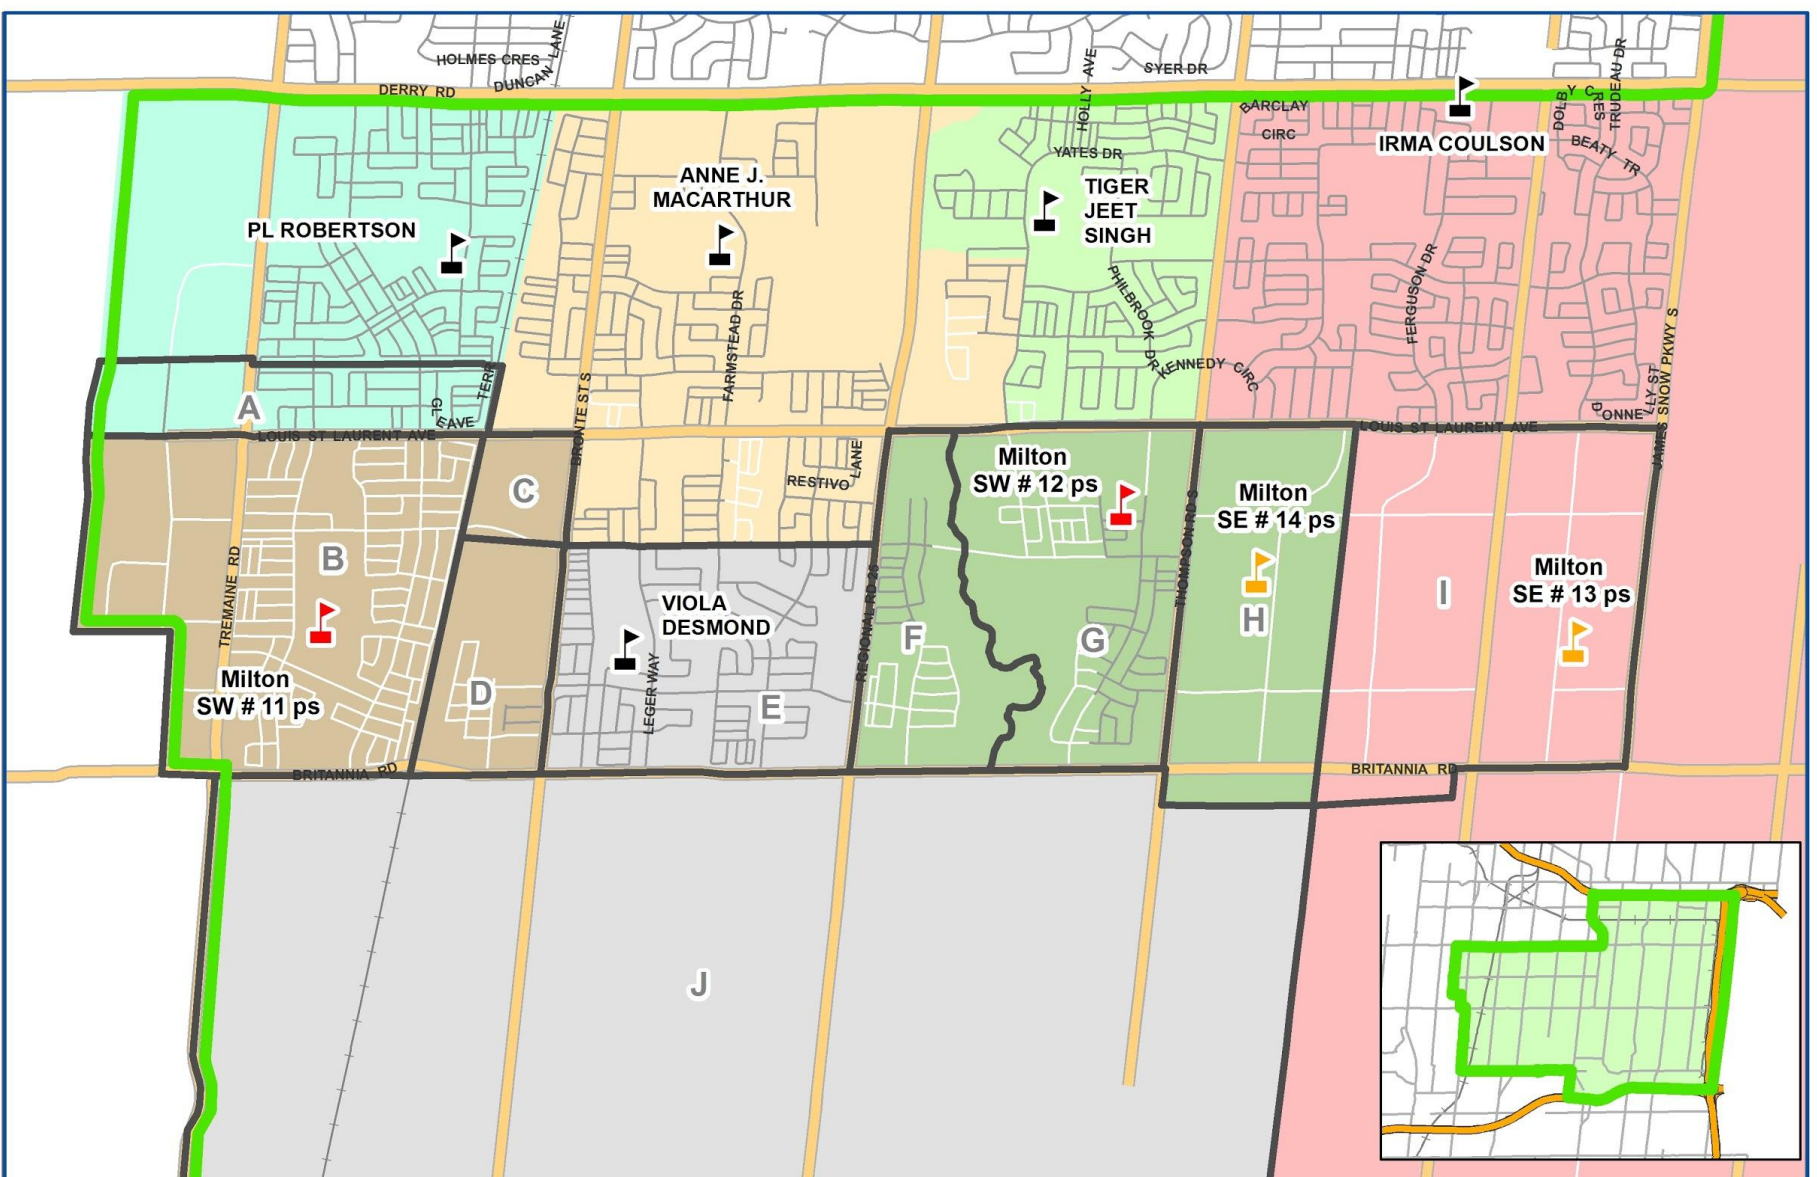 HOLMES CRES
DUNCAN LANE
DERRY RD
HOLLY AVE
SYER DR
TRUDEAU DR
DOLBY CRES
BARCLAY
CIRC
IRMA COULSON
BEATY TR
YATES DR
ANNE J.
MACARTHUR
TIGER
JEET
SINGH
PL ROBERTSON
PHILBROOK DR
FERGUSON DR
FARMSTEAD DR
KENNEDY CIRC
JAMES SNOW PKWY S
TERR
GLEAVE
A
BRONTE ST S
DONNELLY ST
LOUIS ST LAURENT AVE
LOUIS ST LAURENT AVE
RESTIVO LANE
C
Milton
SW # 12 ps
Milton
SE # 14 ps
THOMPSON RD S
B
TREMAINE RD
REGIONAL RD 25
Milton
SE # 13 ps
I
H
VIOLA
DESMOND
F
G
Milton
SW # 11 ps
D
LEGER WAY
E
BRITANNIA RD
BRITANNIA RD
J